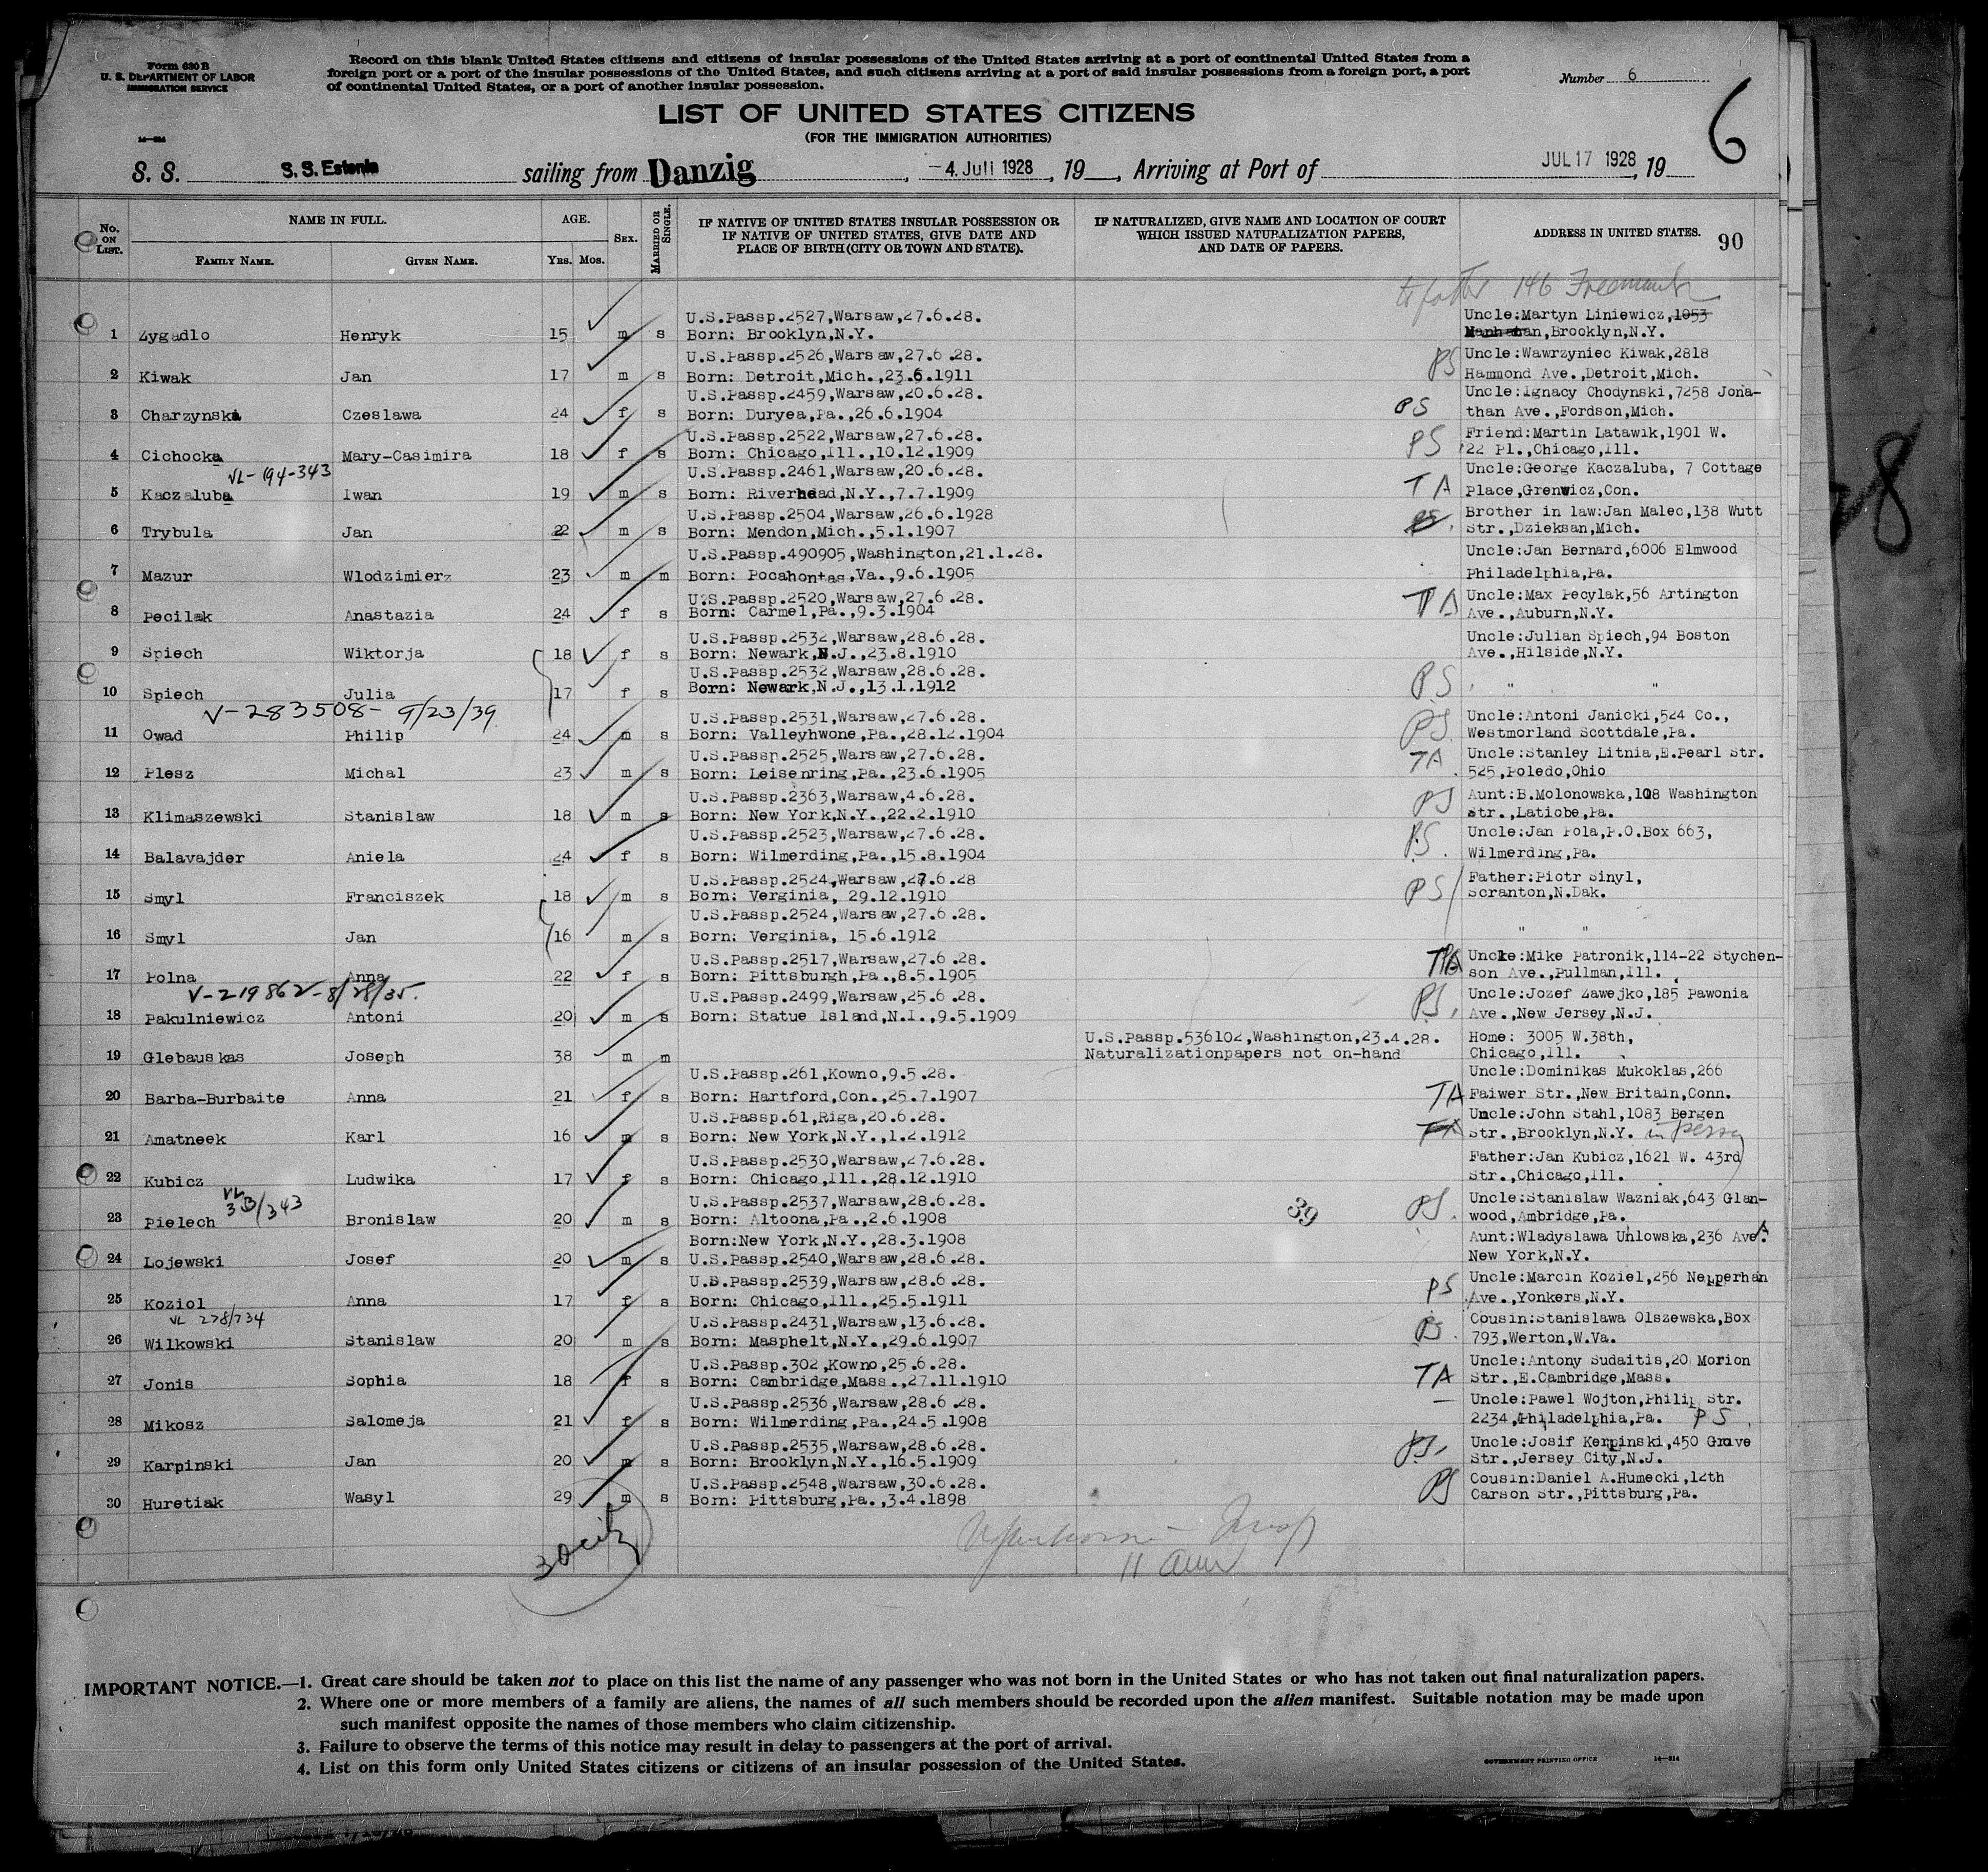 Form 630 B
U. S. DEPARTMENT OF LABOR
IMMIGRATION SERVICE
Record on this blank United States citizens and citizens of insular possessions of the United States arriving at a port of continental United States from a
foreign port or a port of the insular possessions of the United States, and such citizens arriving at a port of said insular possessions from a foreign port, a port
of continental United States, or a port of another insular possession.
Number 6
6
LIST OF UNITED STATES CITIZENS
(FOR THE IMMIGRATION AUTHORITIES)
14—214
S. S. S.S. Estonia sailing from Danzig, -4. Juli 1928, 19__, Arriving at Port of JUL 17 1928, 19
No. ON LIST. NAME IN FULL. AGE. SEX. MARRIED OR SINGLE. IF NATIVE OF UNITED STATES INSULAR POSSESSION OR IF NATIVE OF UNITED STATES, GIVE DATE AND PLACE OF BIRTH (CITY OR TOWN AND STATE). IF NATURALIZED, GIVE NAME AND LOCATION OF COURT WHICH ISSUED NATURALIZATION PAPERS, AND DATE OF PAPERS. ADDRESS IN UNITED STATES. 90
FAMILY NAME. GIVEN NAME. YRS. MOS.
146
U.S.Passp.2527,Warsaw,27.6.28. Uncle:Martyn Liniewicz,1053
1 Zygadlo Henryk 15 m s Born: Brooklyn,N.Y. Manhatan,Brooklyn,N.Y.
U.S.Passp.2526,Warsaw,27.6.28. PS Uncle:Wawrzyniec Kiwak,2818
2 Kiwak Jan 17 m s Born: Detroit,Mich.,23.6.1911 Hammond Ave.,Detroit,Mich.
U.S.Passp.2459,Warsaw,20.6.28. Uncle:Ignacy Chodynski,7258 Jona-
3 Charzynska Czeslawa 24 f s Born: Duryea,Pa.,26.6.1904 PS than Ave.,Fordson,Mich.
U.S.Passp.2522,Warsaw,27.6.28. PS Friend:Martin Latawik,1901 W.
4 Cichocka Mary-Casimira 18 f s Born: Chicago,Ill.,10.12.1909 22 Pl.,Chicago,Ill.
VL-194-343 U.S.Passp.2461,Warsaw,20.6.28. Uncle:George Kaczaluba, 7 Cottage
5 Kaczaluba Iwan 19 m s Born: Riverhead,N.Y.,7.7.1909 TA Place,Grenwicz,Con.
U.S.Passp.2504,Warsaw,26.6.1928 Brother in law:Jan Malec,138 Wutt
6 Trybula Jan 22 m s Born: Mendon,Mich.,5.1.1907 PS. Str.,Dzieksan,Mich.
U.S.Passp.490905,Washington,21.1.28. Uncle:Jan Bernard,6006 Elmwood
7 Mazur Wlodzimierz 23 m m Born: Pocahontas,Va.,9.6.1905 Philadelphia,Pa.
U.S.Passp.2520,Warsaw,27.6.28. TA Uncle:Max Pecylak,56 Artington
8 Pecilak Anastazia 24 f s Born: Carmel,Pa.,9.3.1904 Ave.,Auburn,N.Y.
U.S.Passp.2532,Warsaw,28.6.28. Uncle:Julian Spiech,94 Boston
9 Spiech Wiktorja 18 f s Born: Newark,N.J.,23.8.1910 Ave.,Hilside,N.Y.
U.S.Passp.2532,Warsaw,28.6.28.
10 Spiech Julia 17 f s Born: Newark,N.J.,13.1.1912 PS " "
V-283508- 9/23/39 U.S.Passp.2531,Warsaw,27.6.28. PS Uncle:Antoni Janicki,524 Co.,
11 Owad Philip 24 m s Born: Valleyhwone,Pa.,28.12.1904 Westmorland Scottdale,Pa.
U.S.Passp.2525,Warsaw,27.6.28. TA Uncle:Stanley Litnia,E.Pearl Str.
12 Plesz Michal 23 m s Born: Leisenring,Pa.,23.6.1905 525,Poledo,Ohio
U.S.Passp.2363,Warsaw,4.6.28. PS Aunt:B.Molonowska,108 Washington
13 Klimaszewski Stanislaw 18 m s Born: New York,N.Y.,22.2.1910 Str.,Latiobe,Pa.
U.S.Passp.2523,Warsaw,27.6.28. PS. Uncle:Jan Pola,P.O.Box 663,
14 Balavajder Aniela 24 f s Born: Wilmerding,Pa.,15.8.1904 Wilmerding,Pa.
U.S.Passp.2524,Warsaw,27.6.28 PS Father:Piotr Sinyl,
15 Smyl Franciszek 18 m s Born: Verginia, 29.12.1910 Scranton,N.Dak.
U.S.Passp.2524,Warsaw,27.6.28.
16 Smyl Jan 16 m s Born: Verginia, 15.6.1912 " "
U.S.Passp.2517,Warsaw,27.6.28. TA Uncle:Mike Patronik,114-22 Stychen-
17 Polna Anna 22 f s Born: Pittsburgh,Pa.,8.5.1905 son Ave.,Pullman,Ill.
V-219862-8/28/35. U.S.Passp.2499,Warsaw,25.6.28. PS, Uncle:Jozef Zawejko,185 Pawonia
18 Pakulniewicz Antoni 20 m s Born: Statue Island,N.I.,9.5.1909 Ave.,New Jersey,N.J.
U.S.Passp.536102,Washington,23.4.28. Home: 3005 W.38th,
19 Glebauskas Joseph 38 m m Naturalizationpapers not on-hand Chicago,Ill.
U.S.Passp.261,Kowno,9.5.28. Uncle:Dominikas Mukoklas,266
20 Barba-Burbaite Anna 21 f s Born: Hartford,Con.,25.7.1907 TA Faiwer Str.,New Britain,Conn.
U.S.Passp.61,Riga,20.6.28. Uncle:John Stahl,1083 Bergen
21 Amatneek Karl 16 m s Born: New York,N.Y.,1.2.1912 TA Str.,Brooklyn,N.Y. in person
U.S.Passp.2530,Warsaw,27.6.28. Father:Jan Kubicz,1621 W. 43rd
22 Kubicz Ludwika 17 f s Born: Chicago,Ill.,28.12.1910 Str.,Chicago,Ill.
VL 3B/343 U.S.Passp.2537,Warsaw,28.6.28. 39 PS. Uncle:Stanislaw Wazniak,643 Glan-
23 Pielech Bronislaw 20 m s Born: Altoona,Pa.,2.6.1908 wood,Ambridge,Pa.
Born:New York,N.Y.,28.3.1908 Aunt:Wladyslawa Uhlowska,236 Ave.A
24 Lojewski Josef 20 m s U.S.Passp.2540,Warsaw,28.6.28. New York,N.Y.
U.S.Passp.2539,Warsaw,28.6.28. PS Uncle:Marcin Koziel,256 Nepperhan
25 Koziol Anna 17 f s Born: Chicago,Ill.,25.5.1911 Ave.,Yonkers,N.Y.
VL 278/734 U.S.Passp.2431,Warsaw,13.6.28. PS. Cousin:Stanislawa Olszewska,Box
26 Wilkowski Stanislaw 20 m s Born: Masphelt,N.Y.,29.6.1907 793,Werton,W.Va.
U.S.Passp.302,Kowno,25.6.28. Uncle:Antony Sudaitis,20 Morion
27 Jonis Sophia 18 f s Born: Cambridge,Mass.,27.11.1910 TA Str.,E.Cambridge,Mass.
U.S.Passp.2536,Warsaw,28.6.28. Uncle:Pawel Wojton,Philip Str.
28 Mikosz Salomeja 21 f s Born: Wilmerding,Pa.,24.5.1908 2234,Philadelphia,Pa. PS
U.S.Passp.2535,Warsaw,28.6.28. PS. Uncle:Josif Kerpinski,450 Grove
29 Karpinski Jan 20 m s Born: Brooklyn,N.Y.,16.5.1909 Str.,Jersey City,N.J.
U.S.Passp.2548,Warsaw,30.6.28. PS Cousin:Daniel A.Humecki,12th
30 Huretiak Wasyl 29 m s Born: Pittsburg,Pa.,3.4.1898 Carson Str.,Pittsburg,Pa.
30 citz
11
IMPORTANT NOTICE.—1. Great care should be taken not to place on this list the name of any passenger who was not born in the United States or who has not taken out final naturalization papers.
2. Where one or more members of a family are aliens, the names of all such members should be recorded upon the alien manifest. Suitable notation may be made upon
such manifest opposite the names of those members who claim citizenship.
3. Failure to observe the terms of this notice may result in delay to passengers at the port of arrival.
4. List on this form only United States citizens or citizens of an insular possession of the United States.
GOVERNMENT PRINTING OFFICE 14—214